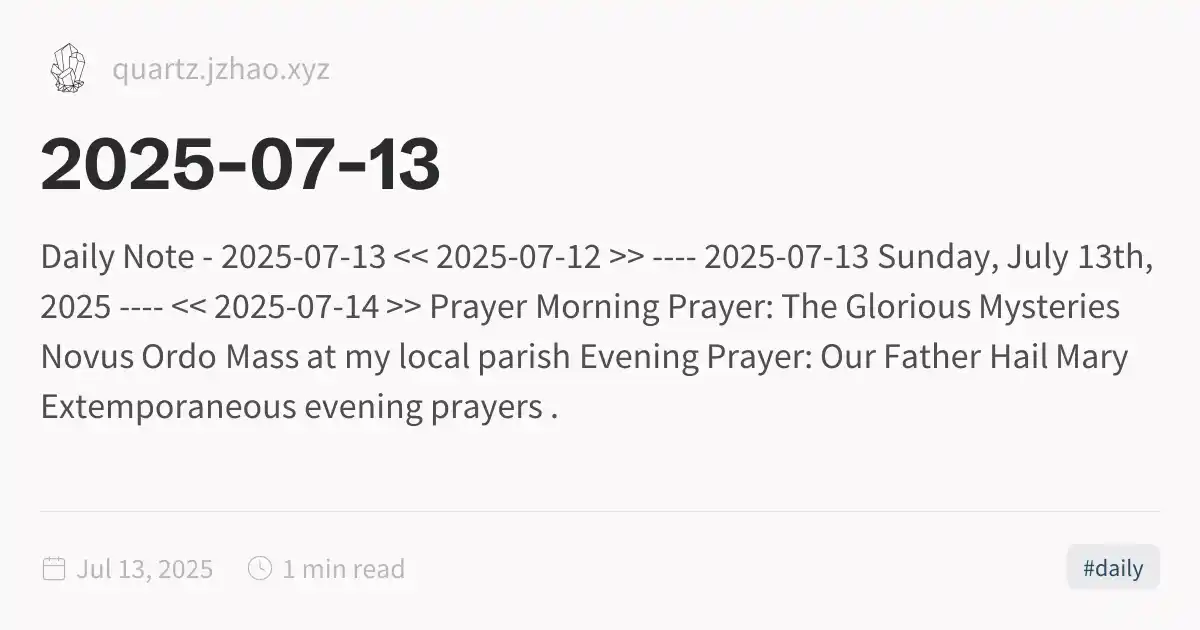 quartz.jzhao.xyz
2025-07-13
Daily Note - 2025-07-13 << 2025-07-12 >> ---- 2025-07-13 Sunday, July 13th,
2025 ---- << 2025-07-14 >> Prayer Morning Prayer: The Glorious Mysteries
Novus Ordo Mass at my local parish Evening Prayer: Our Father Hail Mary
Extemporaneous evening prayers .
Jul 13, 2025 1 min read #daily